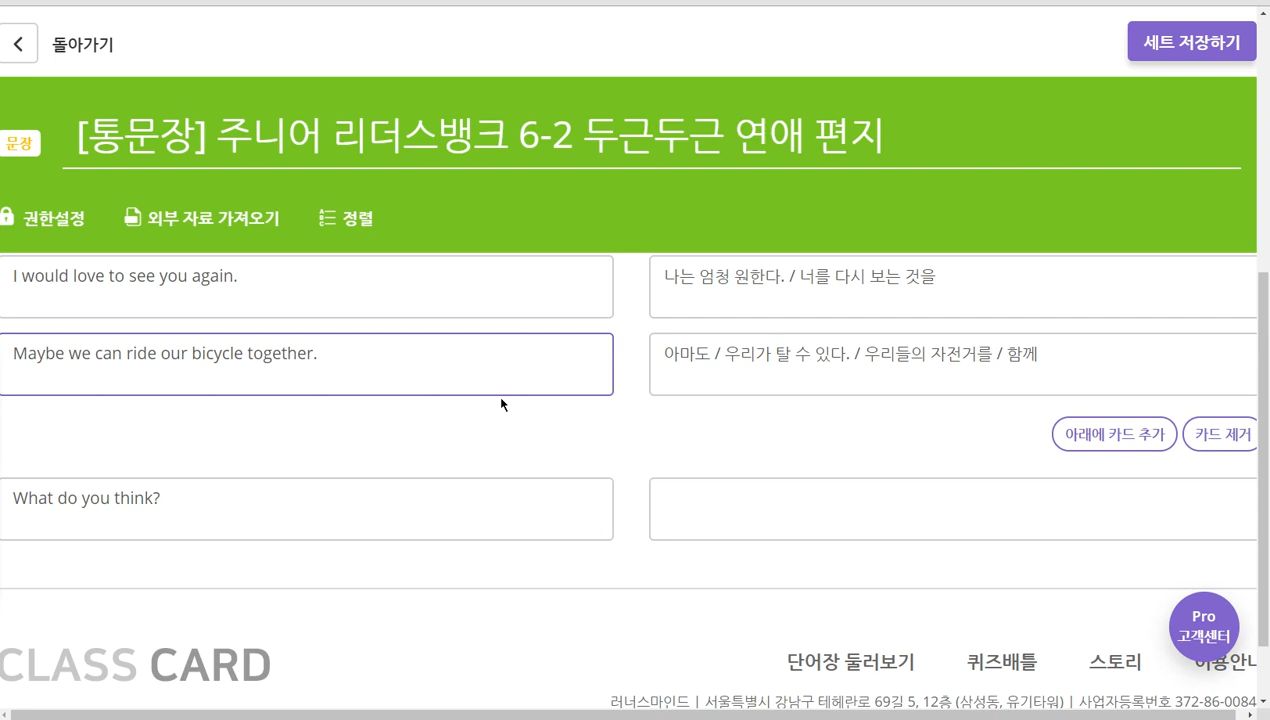 돌아가기
세트 저장하기
문장
[통문장] 주니어 리더스뱅크 6-2 두근두근 연애 편지
권한설정
외부 자료 가져오기
정렬
I would love to see you again.
나는 엄청 원한다. / 너를 다시 보는 것을
Maybe we can ride our bicycle together.
아마도 / 우리가 탈 수 있다. / 우리들의 자전거를 / 함께
아래에 카드 추가
카드 제거
What do you think?
Pro
고객센터
CLASS CARD
단어장 둘러보기
퀴즈배틀
스토리
이용안내
러너스마인드 | 서울특별시 강남구 테헤란로 69길 5, 12층 (삼성동, 유기타워) | 사업자등록번호 372-86-0084